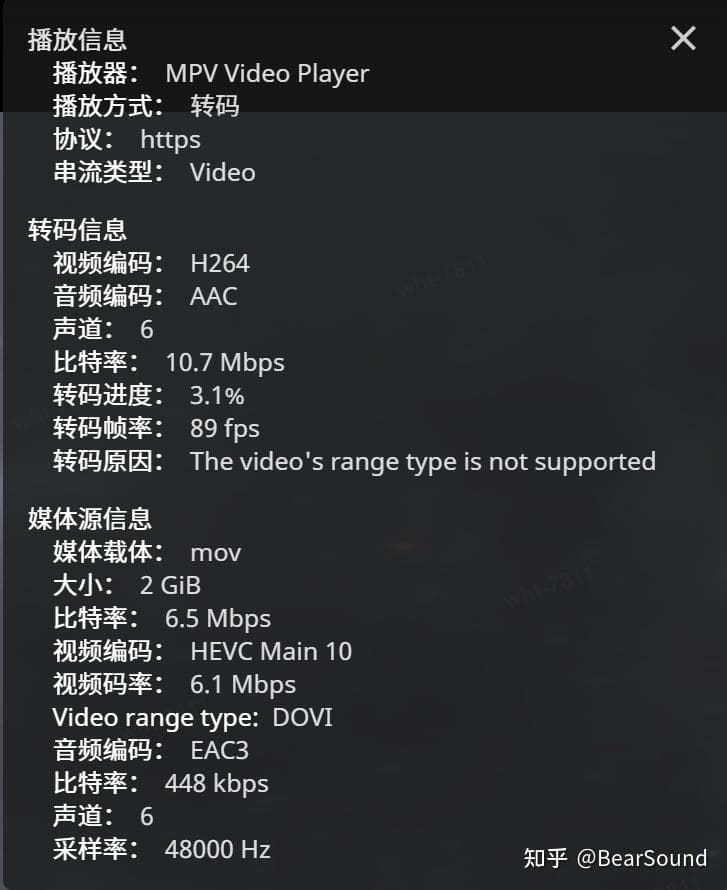 播放信息
播放器： MPV Video Player
播放方式： 转码
协议： https
串流类型： Video
转码信息
视频编码： H264
音频编码： AAC
声道： 6
比特率： 10.7 Mbps
转码进度： 3.1%
转码帧率： 89 fps
转码原因： The video's range type is not supported
媒体源信息
媒体载体： mov
大小： 2 GiB
比特率： 6.5 Mbps
视频编码： HEVC Main 10
视频码率： 6.1 Mbps
Video range type: DOVI
音频编码： EAC3
比特率： 448 kbps
声道： 6
采样率： 48000 Hz
知乎 @BearSound